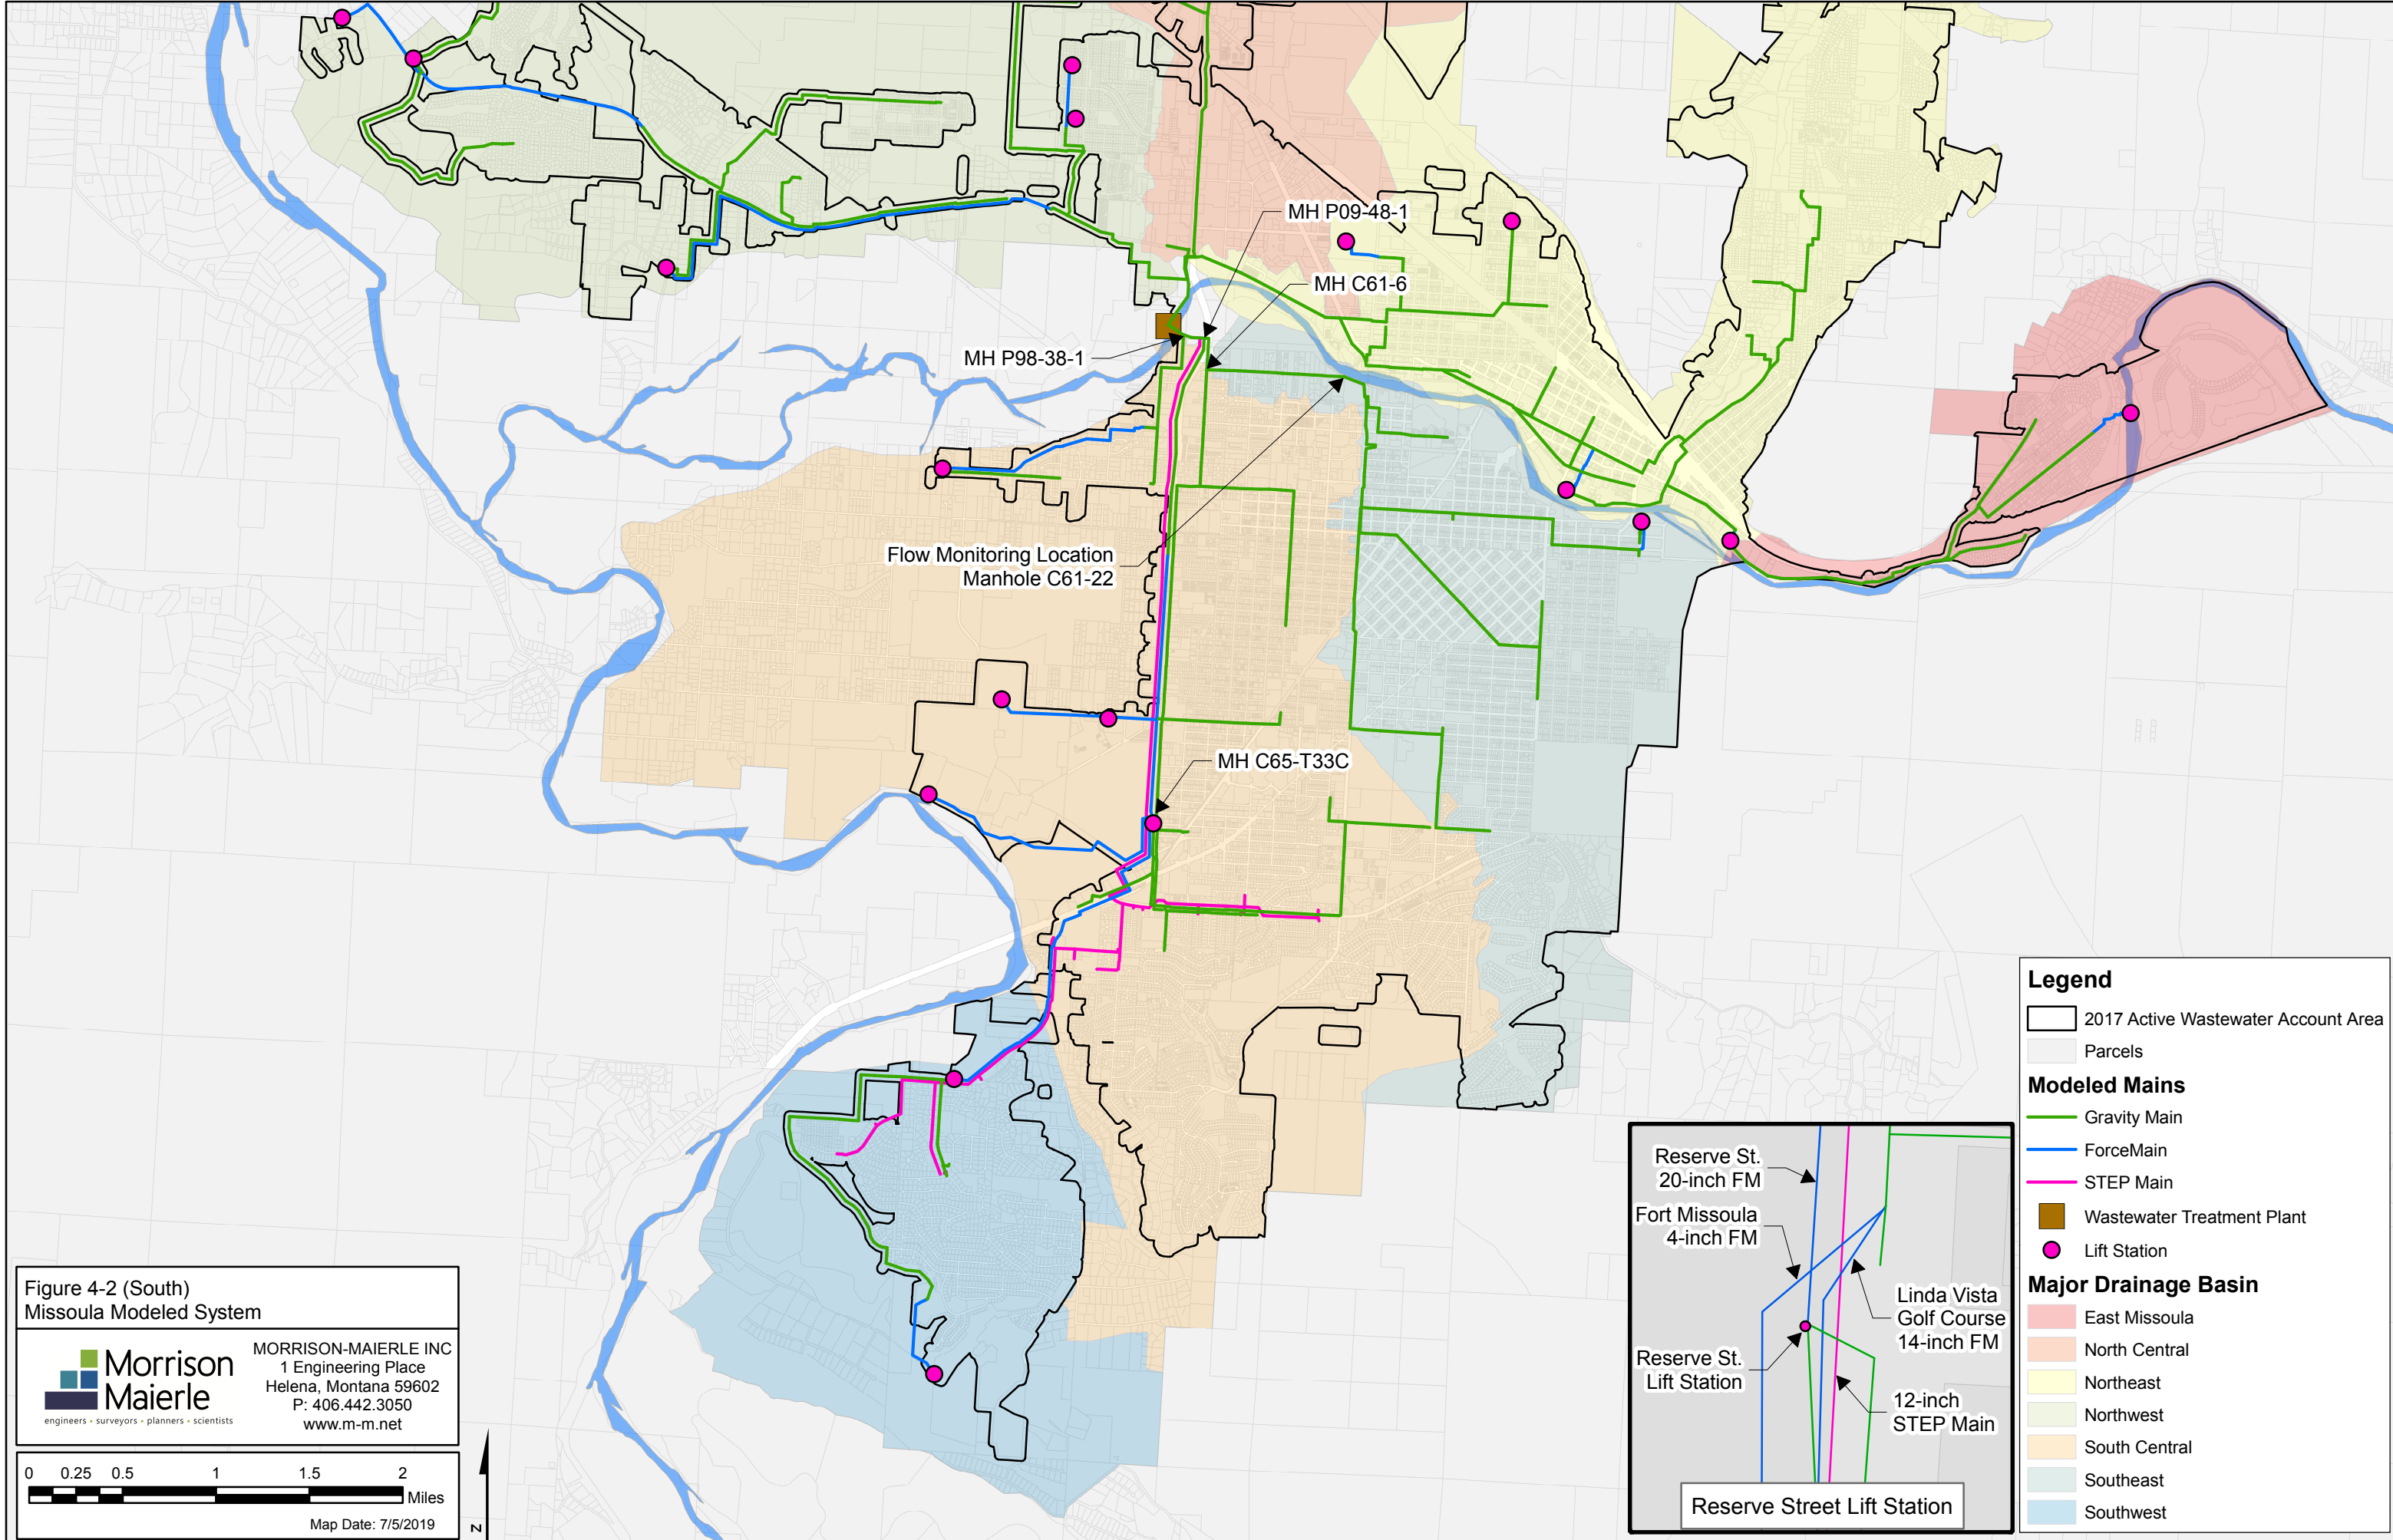 MH P09-48-1
MH C61-6
MH P98-38-1
Flow Monitoring Location
Manhole C61-22
MH C65-T33C
Legend
2017 Active Wastewater Account Area
Parcels
Modeled Mains
Gravity Main
ForceMain
STEP Main
Wastewater Treatment Plant
Lift Station
Major Drainage Basin
East Missoula
North Central
Northeast
Northwest
South Central
Southeast
Southwest
Reserve St.
20-inch FM
Fort Missoula
4-inch FM
Linda Vista
Golf Course
14-inch FM
Reserve St.
Lift Station
12-inch
STEP Main
Reserve Street Lift Station
Figure 4-2 (South)
Missoula Modeled System
Morrison
Maierle
engineers • surveyors • planners • scientists
MORRISON-MAIERLE INC
1 Engineering Place
Helena, Montana 59602
P: 406.442.3050
www.m-m.net
0 0.25 0.5 1 1.5 2
Miles
Map Date: 7/5/2019
N